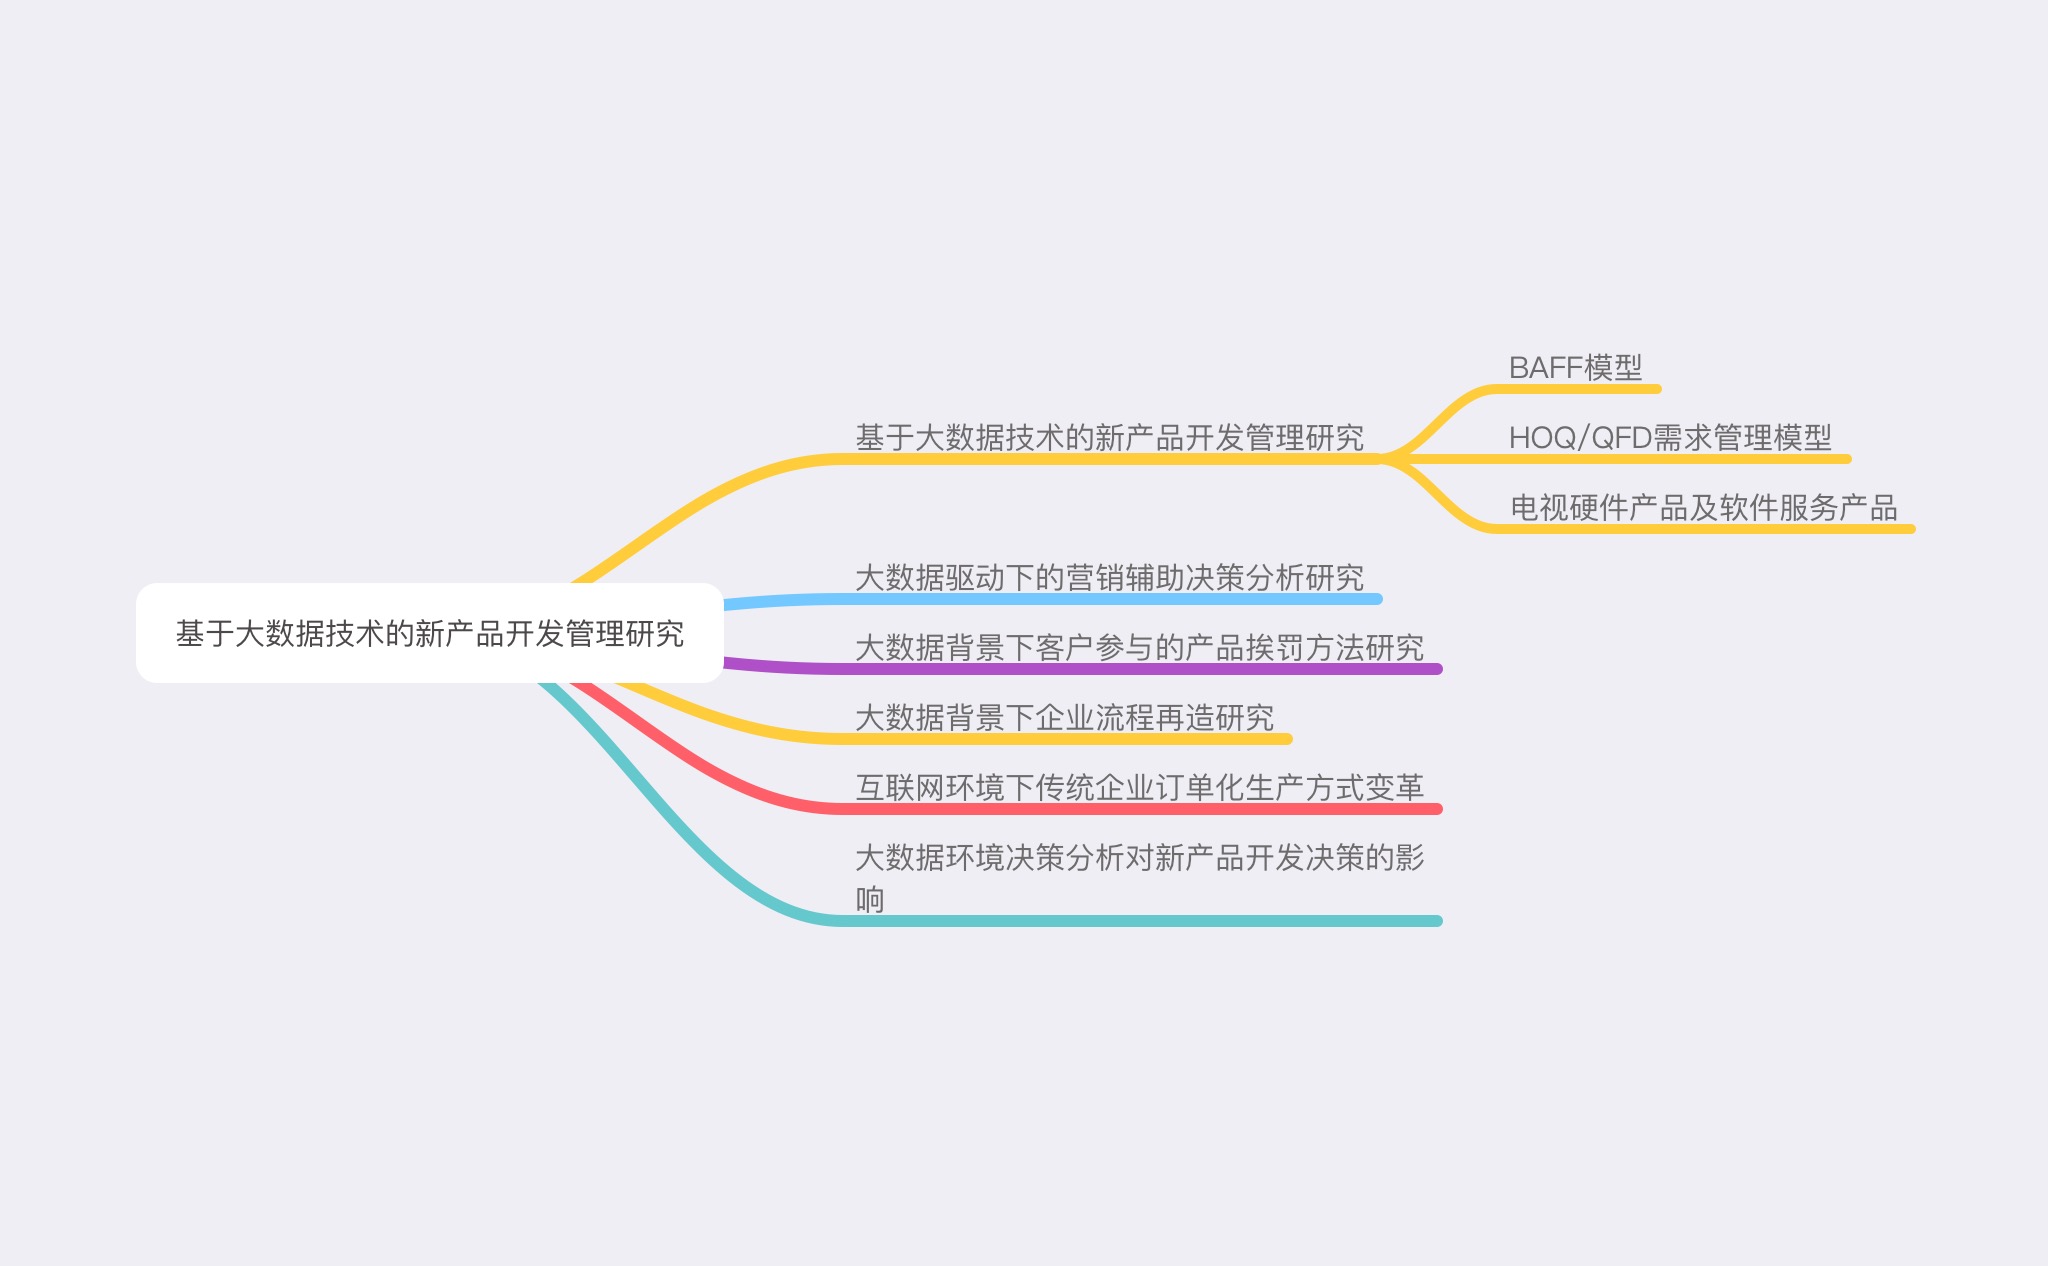 基于大数据技术的新产品开发管理研究
基于大数据技术的新产品开发管理研究
BAFF模型
HOQ/QFD需求管理模型
电视硬件产品及软件服务产品
大数据驱动下的营销辅助决策分析研究
大数据背景下客户参与的产品挨罚方法研究
大数据背景下企业流程再造研究
互联网环境下传统企业订单化生产方式变革
大数据环境决策分析对新产品开发决策的影
响